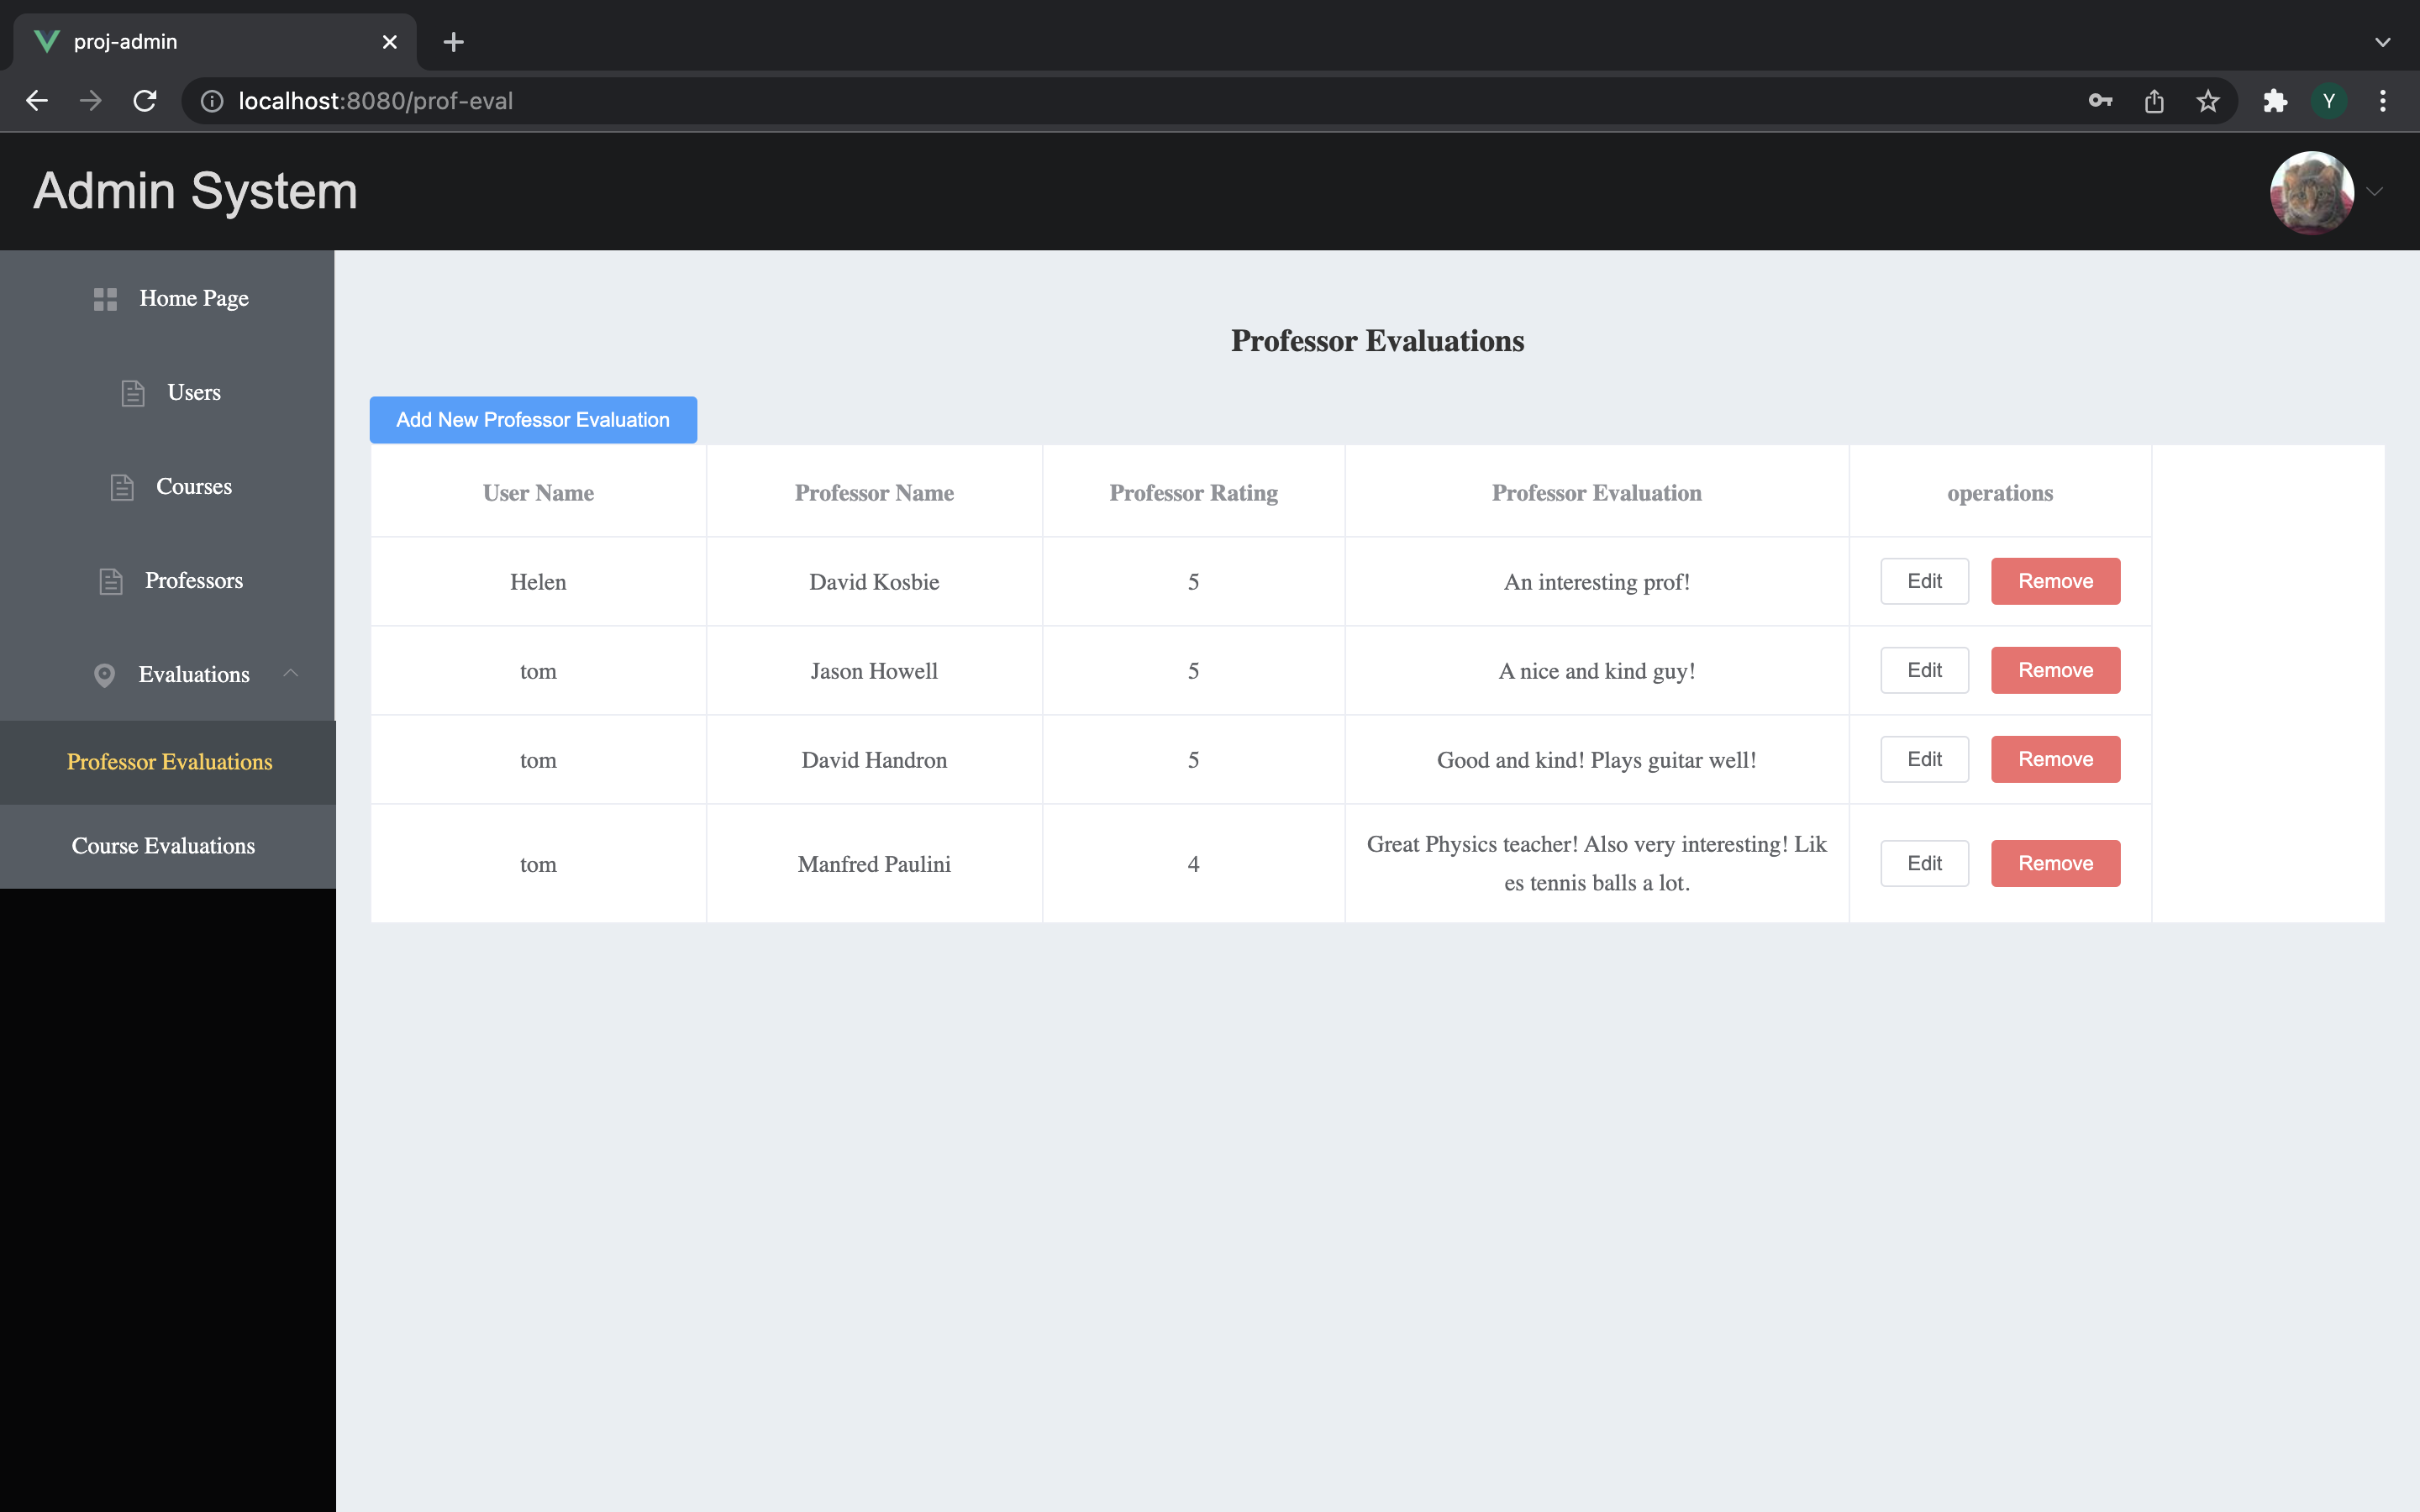 proj-admin
localhost:8080/prof-eval
Y
Admin System
Home Page
Users
Courses
Professors
Evaluations
Professor Evaluations
Course Evaluations
Professor Evaluations
Add New Professor Evaluation
User Name Professor Name Professor Rating Professor Evaluation operations
Helen David Kosbie 5 An interesting prof! Edit Remove
tom Jason Howell 5 A nice and kind guy! Edit Remove
tom David Handron 5 Good and kind! Plays guitar well! Edit Remove
tom Manfred Paulini 4 Great Physics teacher! Also very interesting! Lik
es tennis balls a lot. Edit Remove